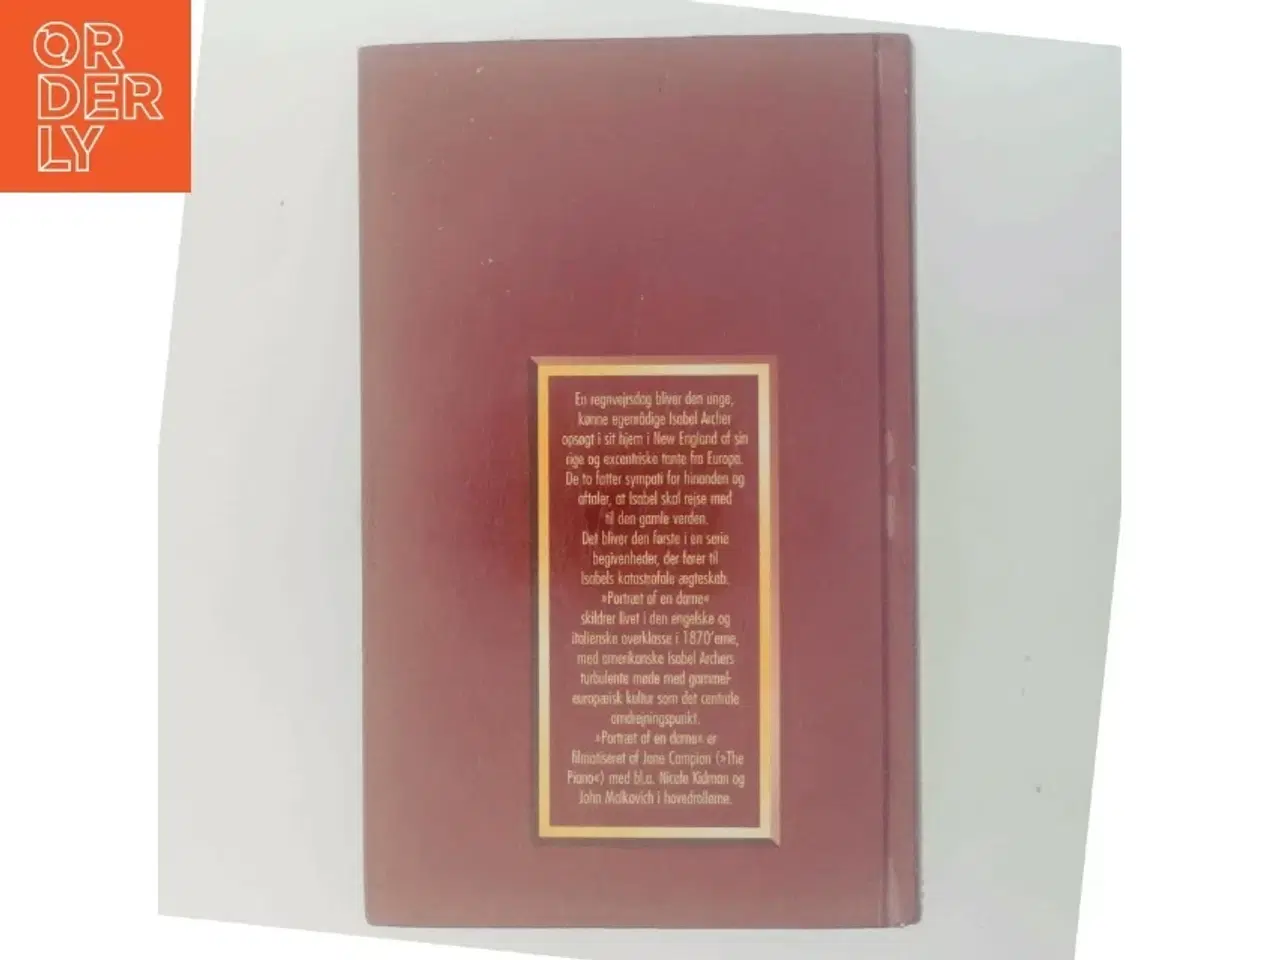 OR
DER
LY
En regnvejrsdag bliver den unge,
kønne egenrådige Isabel Archer
opsøgt i sit hjem i New England af sin
rige og excentriske tante fra Europa.
De to fatter sympati for hinanden og
aftaler, at Isabel skal rejse med
til den gamle verden.
Det bliver den første i en serie
begivenheder, der fører til
Isabels katastrofale ægteskab.
»Portræt af en dame«
skildrer livet i den engelske og
italienske overklasse i 1870'erne,
med amerikanske Isabel Archers
turbulente møde med gammel-
europæisk kultur som det centrale
omdrejningspunkt.
»Portræt af en dame« er
filmatiseret af Jane Campion (»The
Piano«) med bl.a. Nicole Kidman og
John Malkovich i hovedrollerne.